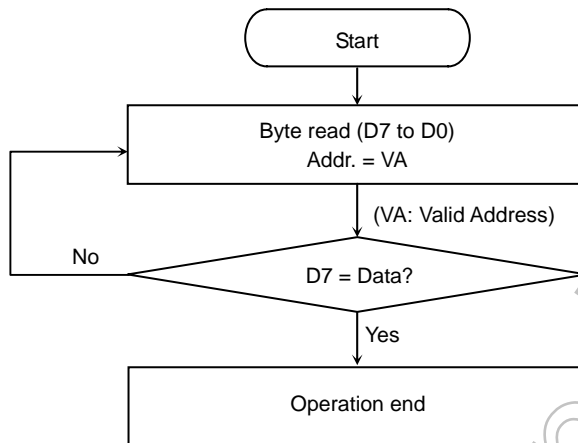 Start
Byte read (D7 to D0)
Addr. = VA
(VA: Valid Address)
No
D7 = Data?
Yes
Operation end